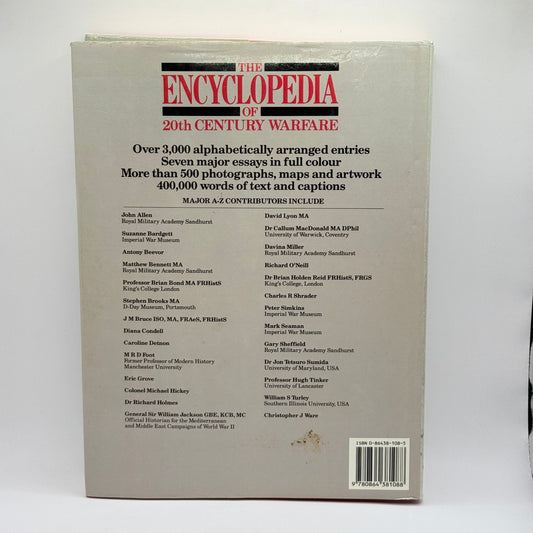 THE
ENCYCLOPEDIA
OF
20th CENTURY WARFARE
Over 3,000 alphabetically arranged entries
Seven major essays in full colour
More than 500 photographs, maps and artwork
400,000 words of text and captions
MAJOR A-Z CONTRIBUTORS INCLUDE
John Allen
Royal Military Academy Sandhurst
Suzanne Bardgett
Imperial War Museum
Antony Beevor
Matthew Bennett MA
Royal Military Academy Sandhurst
Professor Brian Bond MA FRHistS
King's College London
Stephen Brooks MA
D-Day Museum, Portsmouth
J M Bruce ISO, MA, FRAeS, FRHistS
Diana Condell
Caroline Detnon
M R D Foot
Former Professor of Modern History
Manchester University
Eric Grove
Colonel Michael Hickey
Dr Richard Holmes
General Sir William Jackson GBE, KCB, MC
Official Historian for the Mediterranean
and Middle East Campaigns of World War II
David Lyon MA
Dr Callum MacDonald MA DPhil
University of Warwick, Coventry
Davina Miller
Royal Military Academy Sandhurst
Richard O'Neill
Dr Brian Holden Reid FRHistS, FRGS
King's College, London
Charles R Shrader
Peter Simkins
Imperial War Museum
Mark Seaman
Imperial War Museum
Gary Sheffield
Royal Military Academy Sandhurst
Dr Jon Tetsuro Sumida
University of Maryland, USA
Professor Hugh Tinker
University of Lancaster
William S Turley
Southern Illinois University, USA
Christopher J Ware
ISBN 0-86438-108-5
9 780864 381088